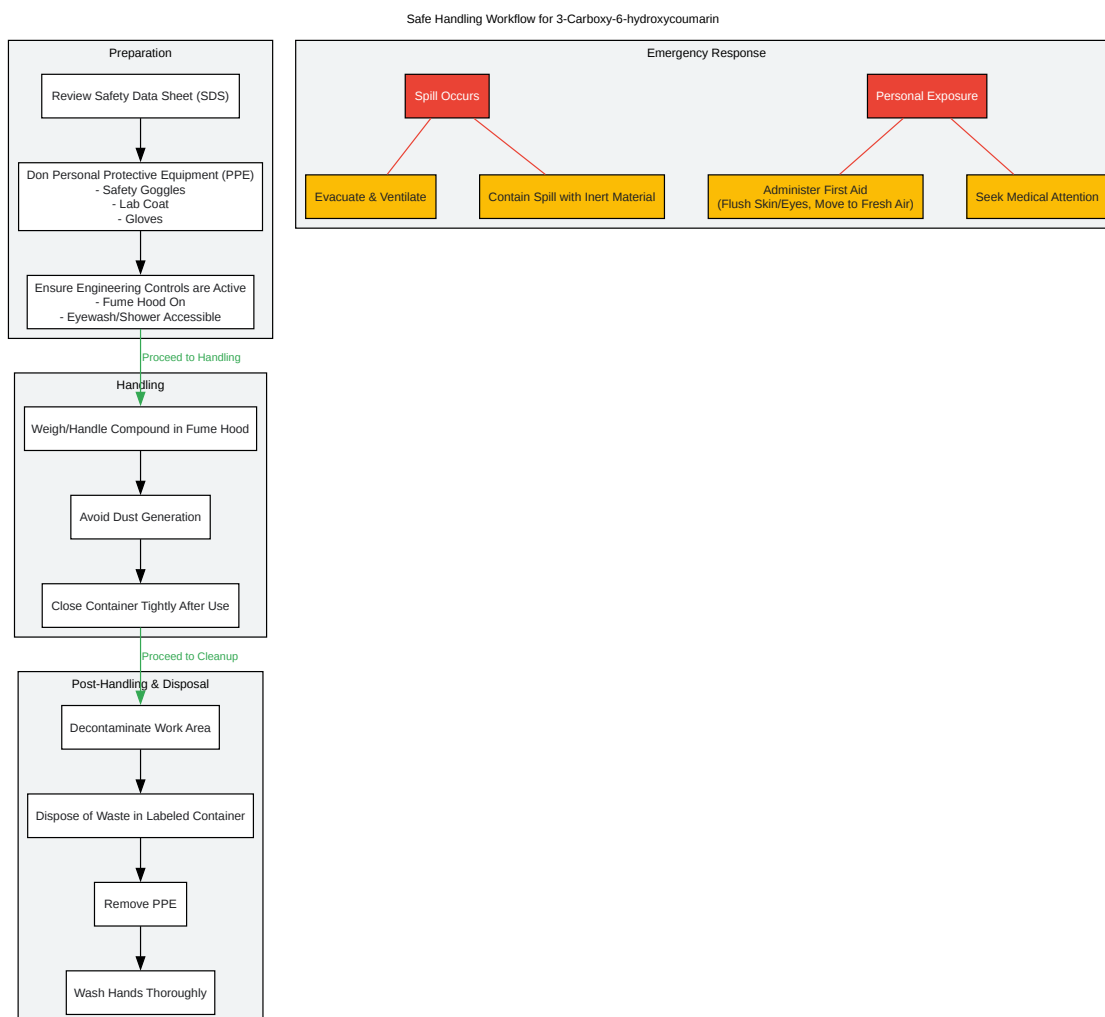 Safe Handling Workflow for 3-Carboxy-6-hydroxycoumarin
Preparation
Review Safety Data Sheet (SDS)
Don Personal Protective Equipment (PPE)
- Safety Goggles
- Lab Coat
- Gloves
Ensure Engineering Controls are Active
- Fume Hood On
- Eyewash/Shower Accessible
Proceed to Handling
Handling
Weigh/Handle Compound in Fume Hood
Avoid Dust Generation
Close Container Tightly After Use
Proceed to Cleanup
Post-Handling & Disposal
Decontaminate Work Area
Dispose of Waste in Labeled Container
Remove PPE
Wash Hands Thoroughly
Emergency Response
Spill Occurs
Evacuate & Ventilate
Contain Spill with Inert Material
Personal Exposure
Administer First Aid
(Flush Skin/Eyes, Move to Fresh Air)
Seek Medical Attention